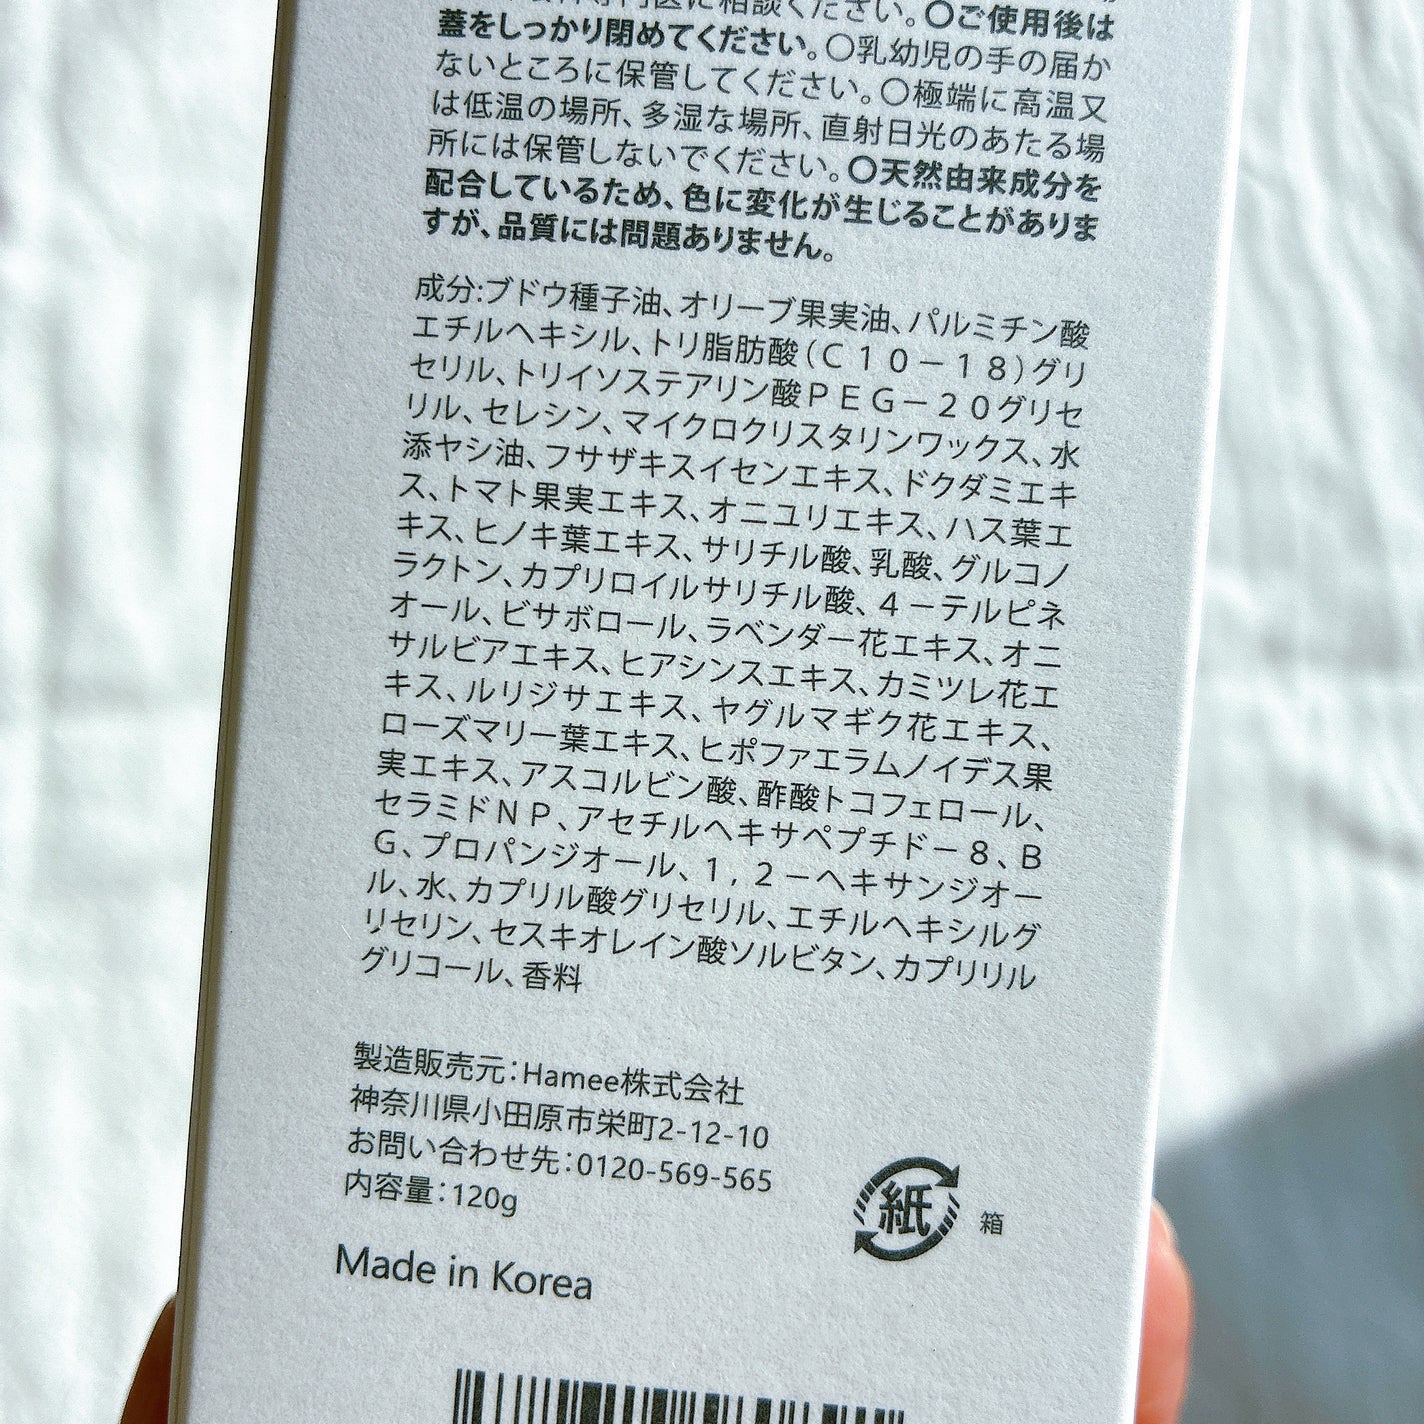 に相談ください。〇ご使用後は
蓋をしっかり閉めてください。〇乳幼児の手の届か
ないところに保管してください。〇極端に高温又
は低温の場所、多湿な場所、直射日光のあたる場
所には保管しないでください。〇天然由来成分を
配合しているため、色に変化が生じることがありま
すが、品質には問題ありません。
成分:ブドウ種子油、オリーブ果実油、パルミチン酸
エチルヘキシル、トリ脂肪酸(C10-18)グリ
セリル、トリイソステアリン酸PEG-20グリセ
リル、セレシン、マイクロクリスタリンワックス、水
添ヤシ油、フサザキスイセンエキス、ドクダミエキ
ス、トマト果実エキス、オニユリエキス、ハス葉エ
キス、ヒノキ葉エキス、サリチル酸、乳酸、グルコノ
ラクトン、カプリロイルサリチル酸、4-テルピネ
オール、ビサボロール、ラベンダー花エキス、オニ
サルビアエキス、ヒアシンスエキス、カミツレ花エ
キス、ルリジサエキス、ヤグルマギク花エキス、
ローズマリー葉エキス、ヒポファエラムノイデス果
実エキス、アスコルビン酸、酢酸トコフェロール、
セラミドNP、アセチルヘキサペプチド-8、B
G、プロパンジオール、1,2-ヘキサンジオー
ル、水、カプリル酸グリセリル、エチルヘキシルグ
リセリン、セスキオレイン酸ソルビタン、カプリリル
グリコール、香料
製造販売元:Hamee株式会社
神奈川県小田原市栄町2-12-10
お問い合わせ先:0120-569-565
内容量:120g
紙 箱
Made in Korea